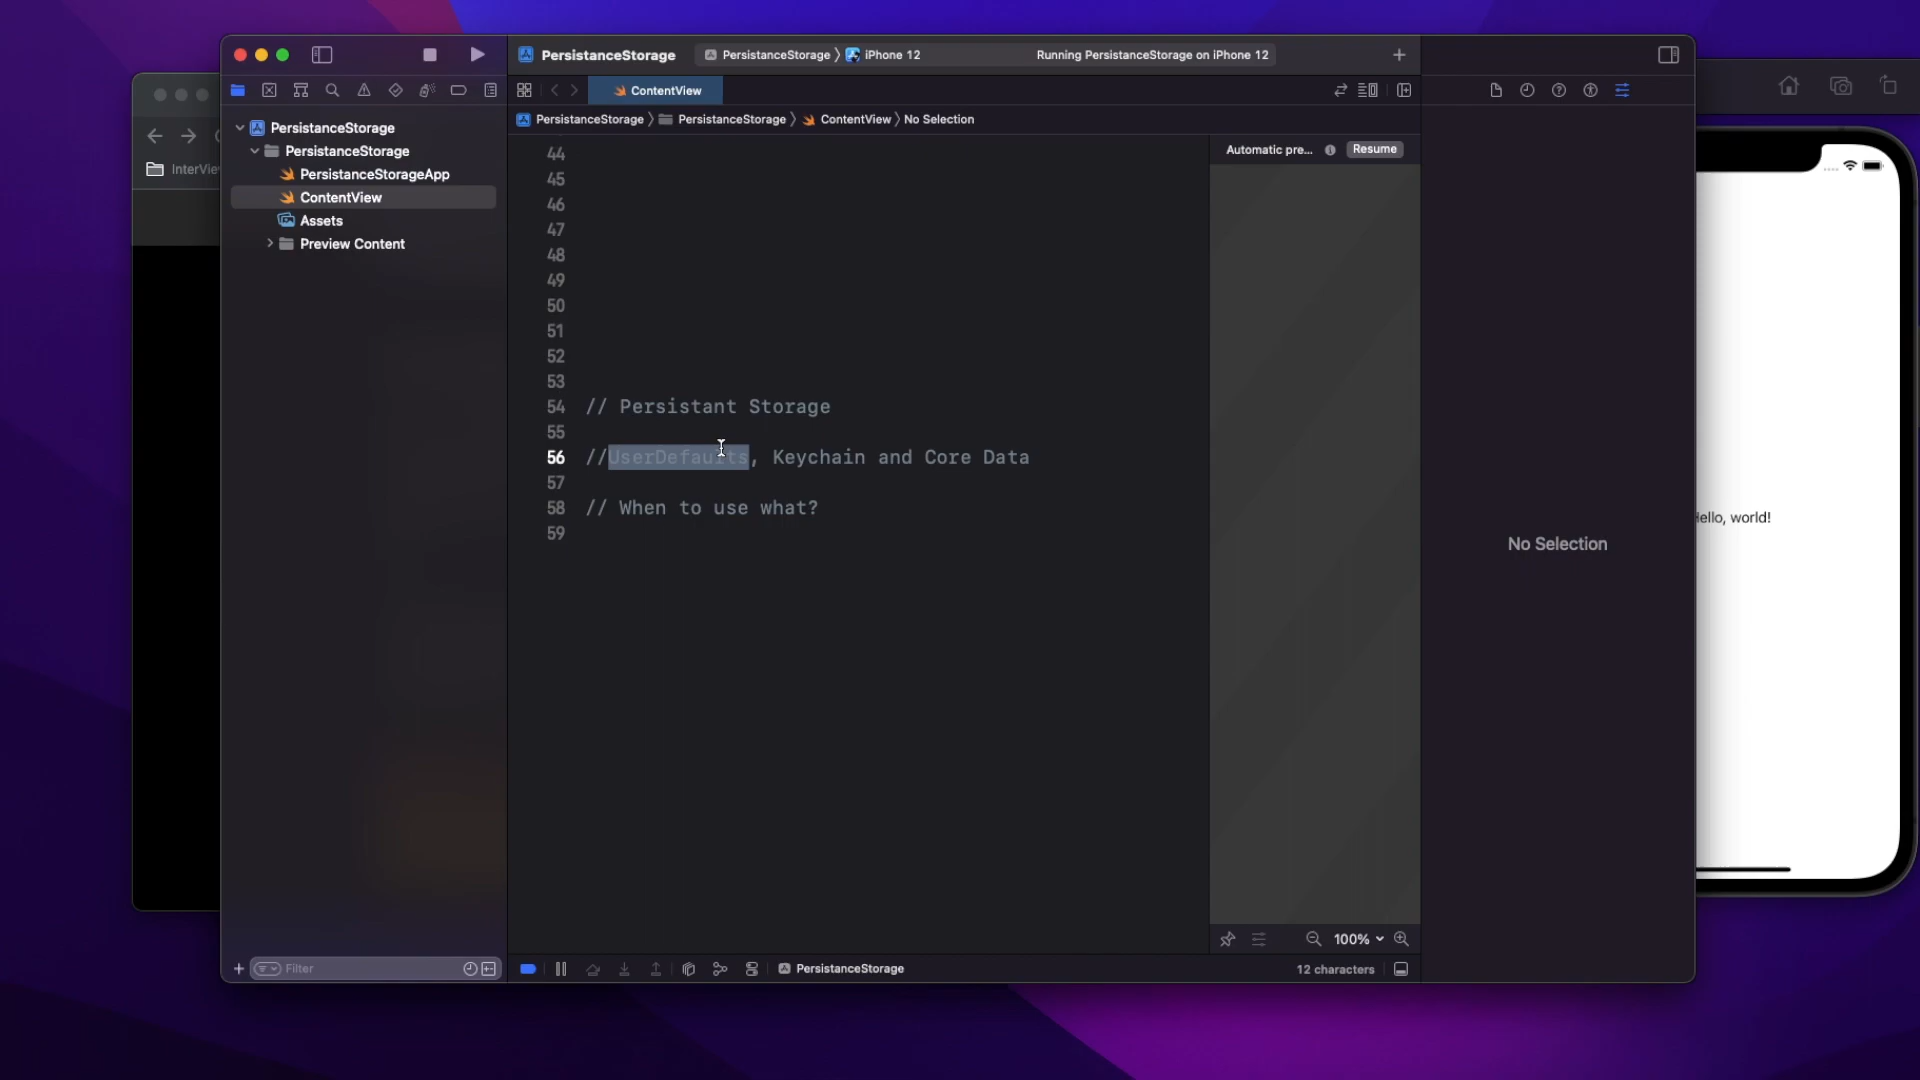 PersistanceStorage
PersistanceStorage
iPhone 12
Running PersistanceStorage on iPhone 12
ContentView
PersistanceStorage
PersistanceStorage
ContentView
No Selection
PersistanceStorage
PersistanceStorage
PersistanceStorageApp
ContentView
Assets
Preview Content
44
45
46
47
48
49
50
51
52
53
54 // Persistant Storage
55
56 //UserDefaults, Keychain and Core Data
57
58 // When to use what?
59
Automatic pre...
Resume
No Selection
Hello, world!
100%
Filter
PersistanceStorage
12 characters